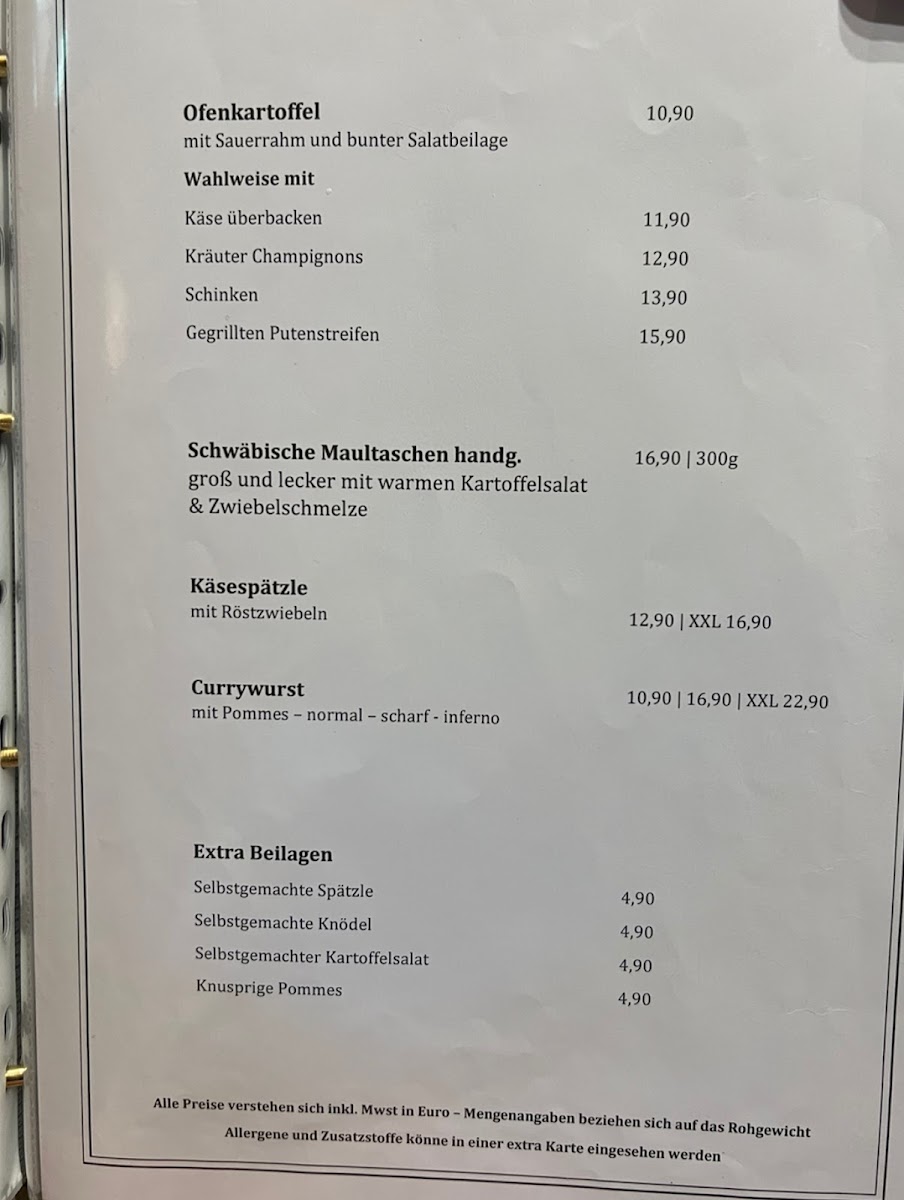 Ofenkartoffel 10,90
mit Sauerrahm und bunter Salatbeilage
Wahlweise mit
Käse überbacken 11,90
Kräuter Champignons 12,90
Schinken 13,90
Gegrillten Putenstreifen 15,90
Schwäbische Maultaschen handg. 16,90 | 300g
groß und lecker mit warmen Kartoffelsalat
& Zwiebelschmelze
Käsespätzle
mit Röstzwiebeln 12,90 | XXL 16,90
Currywurst 10,90 | 16,90 | XXL 22,90
mit Pommes – normal – scharf - inferno
Extra Beilagen
Selbstgemachte Spätzle 4,90
Selbstgemachte Knödel 4,90
Selbstgemachter Kartoffelsalat 4,90
Knusprige Pommes 4,90
Alle Preise verstehen sich inkl. Mwst in Euro – Mengenangaben beziehen sich auf das Rohgewicht
Allergene und Zusatzstoffe könne in einer extra Karte eingesehen werden